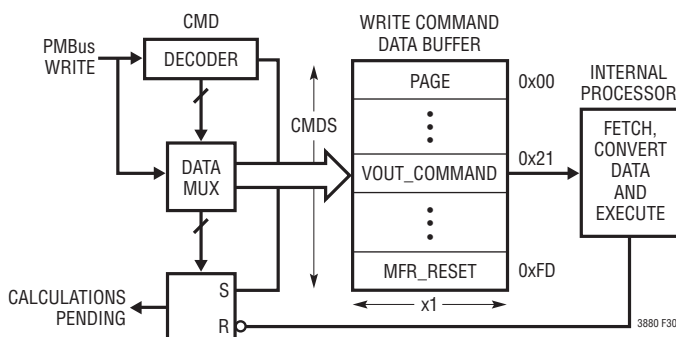 CMD
PMBus
WRITE
DECODER
DATA
MUX
CMDS
S
R
CALCULATIONS
PENDING
WRITE COMMAND
DATA BUFFER
PAGE
0x00
VOUT_COMMAND
0x21
MFR_RESET
0xFD
x1
INTERNAL
PROCESSOR
FETCH,
CONVERT
DATA
AND
EXECUTE
3880 F30